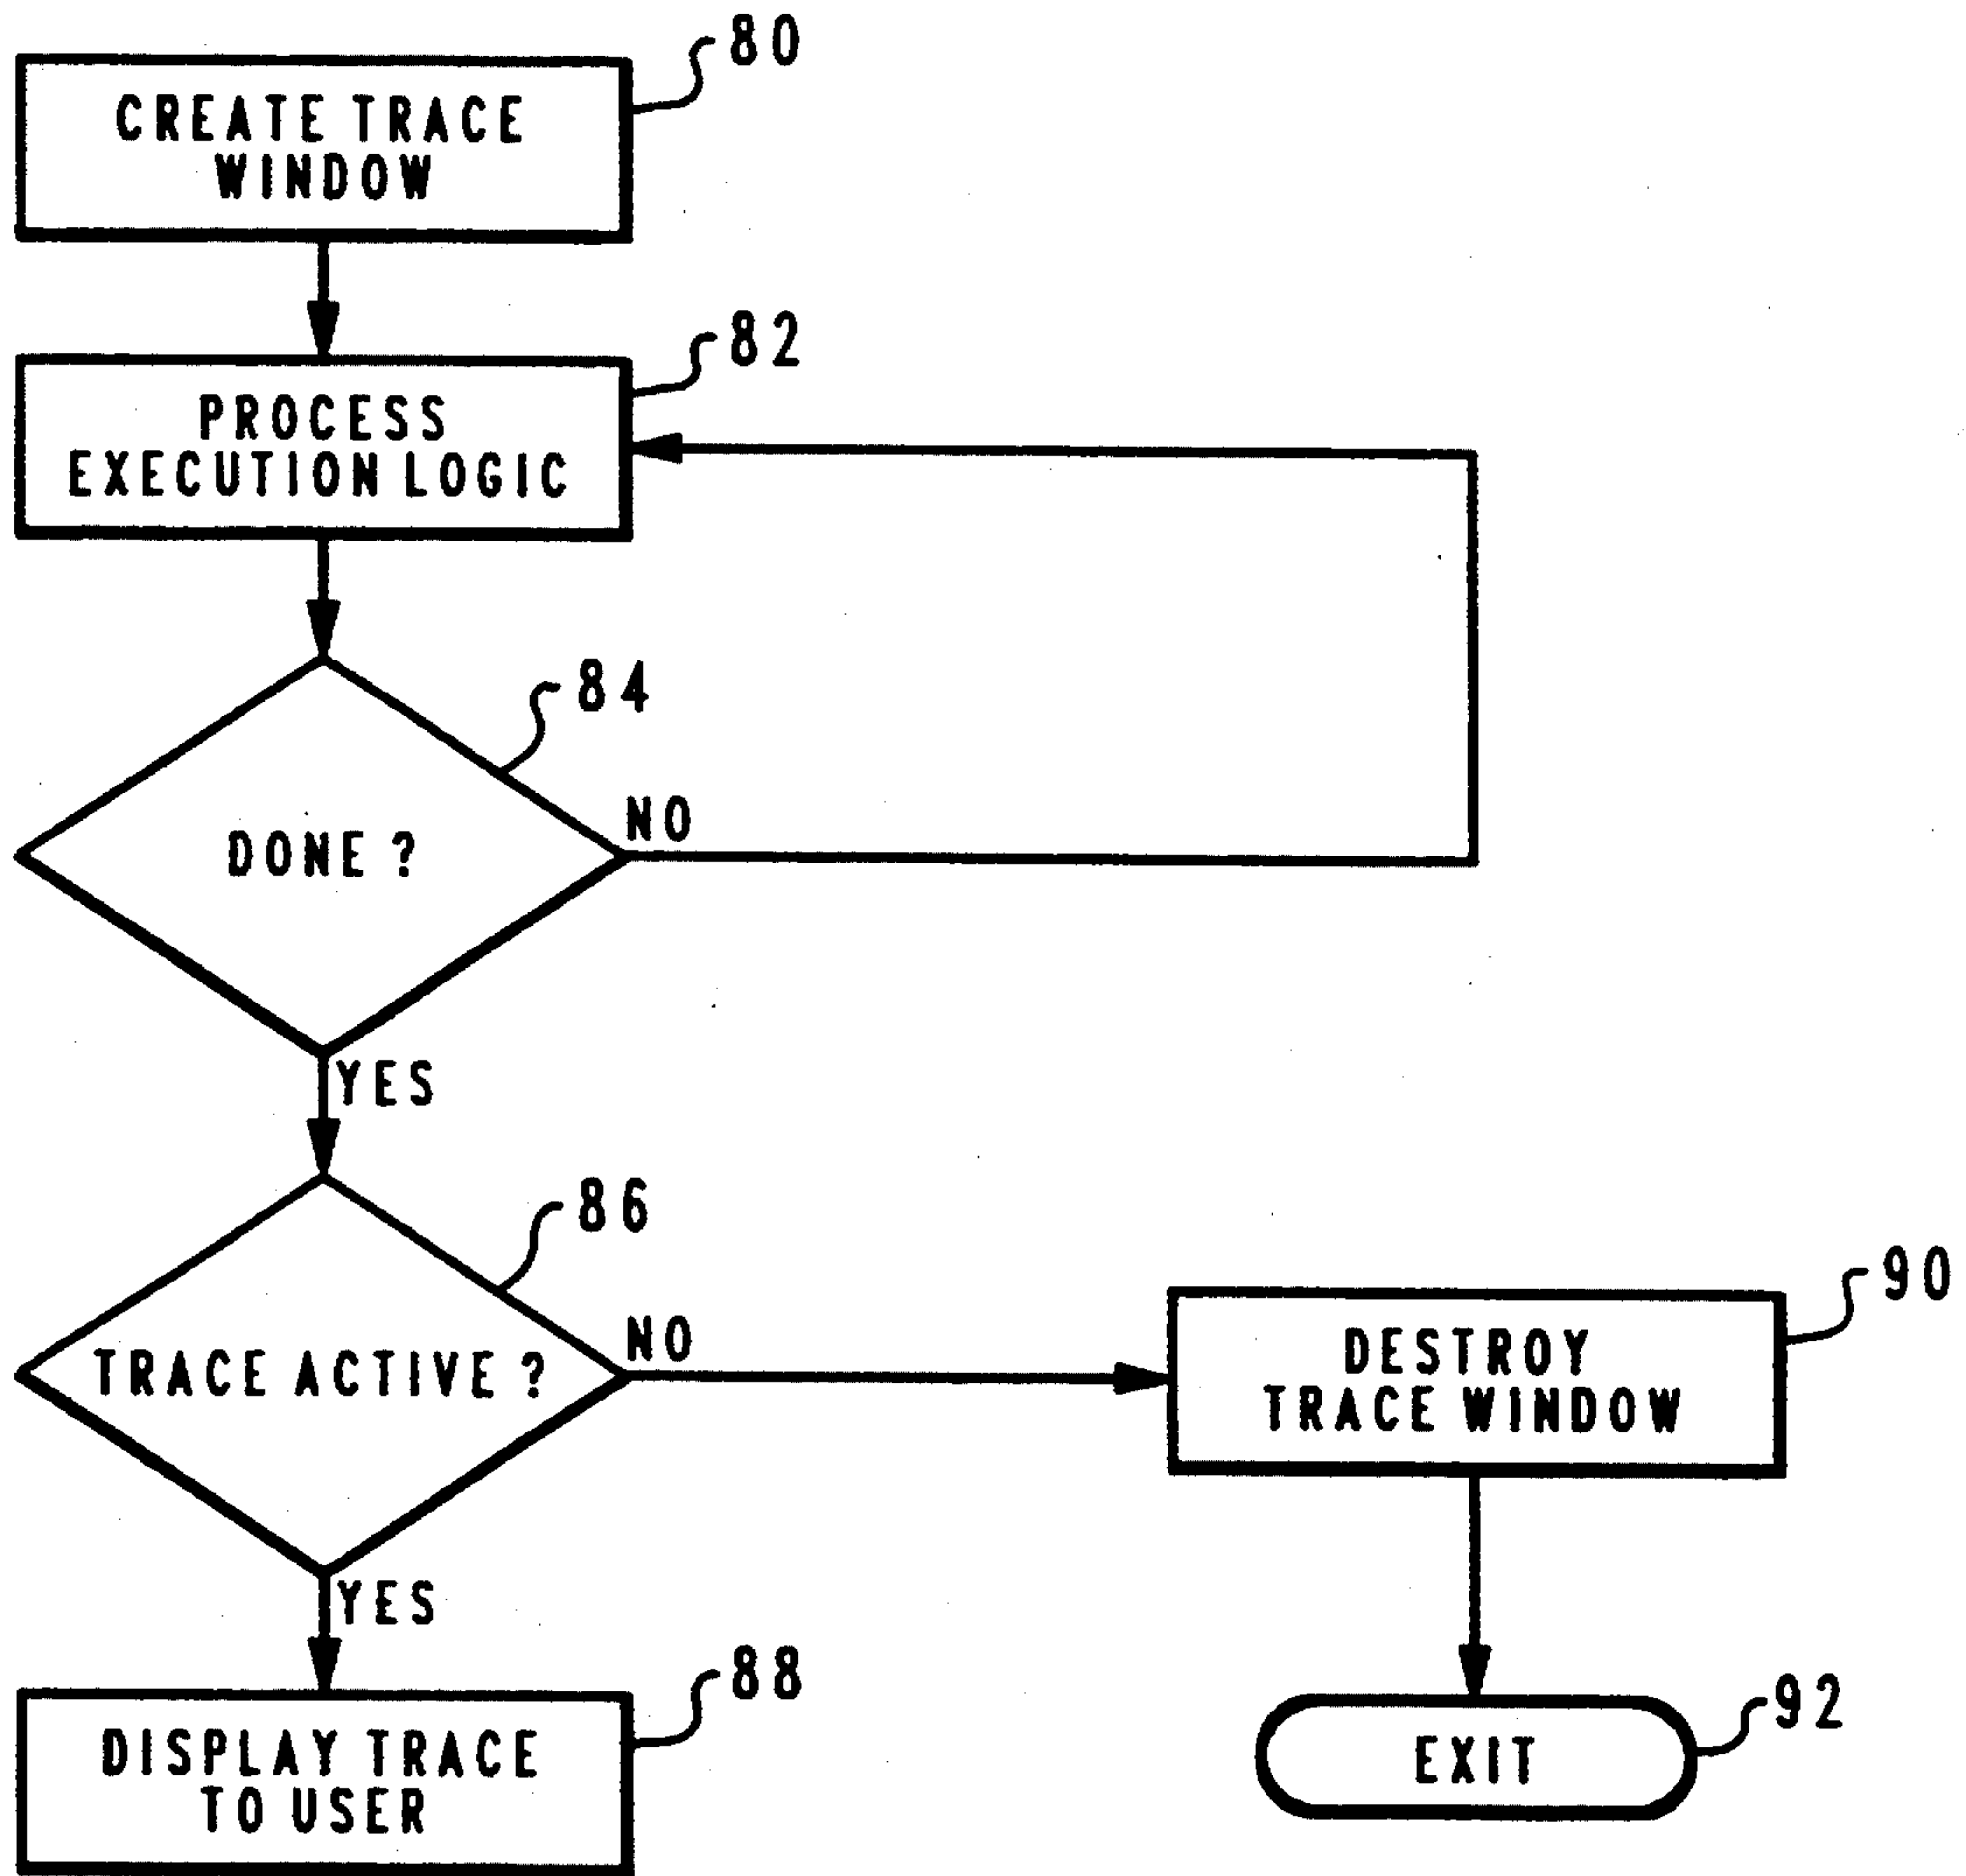 80
CREATE TRACE
WINDOW
82
PROCESS
EXECUTION LOGIC
84
DONE ?
NO
YES
86
TRACE ACTIVE ?
NO
90
DESTROY
TRACE WINDOW
YES
88
DISPLAY TRACE
TO USER
92
EXIT